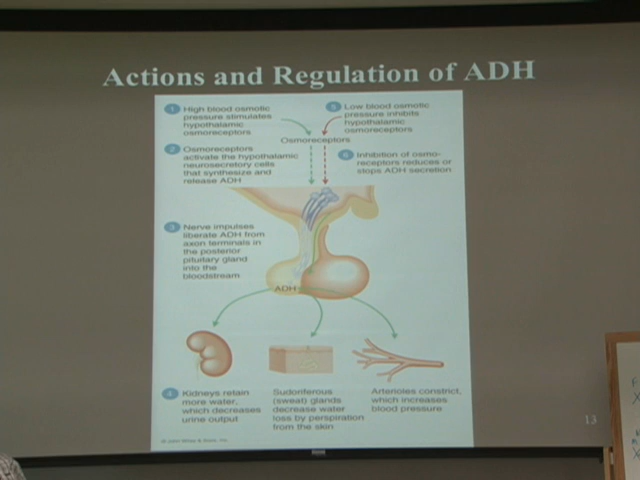 Actions and Regulation of ADH
1 High blood osmotic
pressure stimulates
hypothalamic
osmoreceptors
5 Low blood osmotic
pressure inhibits
hypothalamic
osmoreceptors
Osmoreceptors
2 Osmoreceptors
activate the hypothalamic
neurosecretory cells
that synthesize and
release ADH
6 Inhibition of osmo-
receptors reduces or
stops ADH secretion
3 Nerve impulses
liberate ADH from
axon terminals in
the posterior
pituitary gland
into the
bloodstream
ADH
4 Kidneys retain
more water,
which decreases
urine output
Sudoriferous
(sweat) glands
decrease water
loss by perspiration
from the skin
Arterioles constrict,
which increases
blood pressure
13